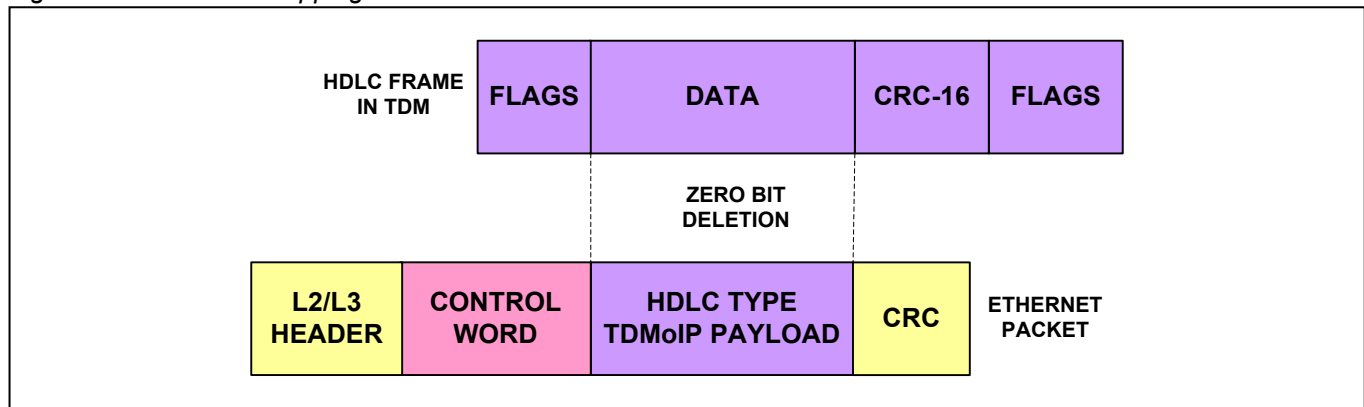 HDLC FRAME
IN TDM
FLAGS
DATA
CRC-16
FLAGS
ZERO BIT
DELETION
L2/L3
HEADER
CONTROL
WORD
HDLC TYPE
TDMoIP PAYLOAD
CRC
ETHERNET
PACKET